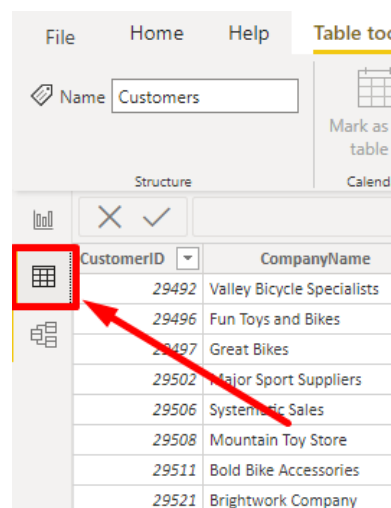 File Home Help Table too
Name Customers
Mark as
table
Structure Calend
CustomerID CompanyName
29492 Valley Bicycle Specialists
29496 Fun Toys and Bikes
29497 Great Bikes
29502 Major Sport Suppliers
29506 Systematic Sales
29508 Mountain Toy Store
29511 Bold Bike Accessories
29521 Brightwork Company